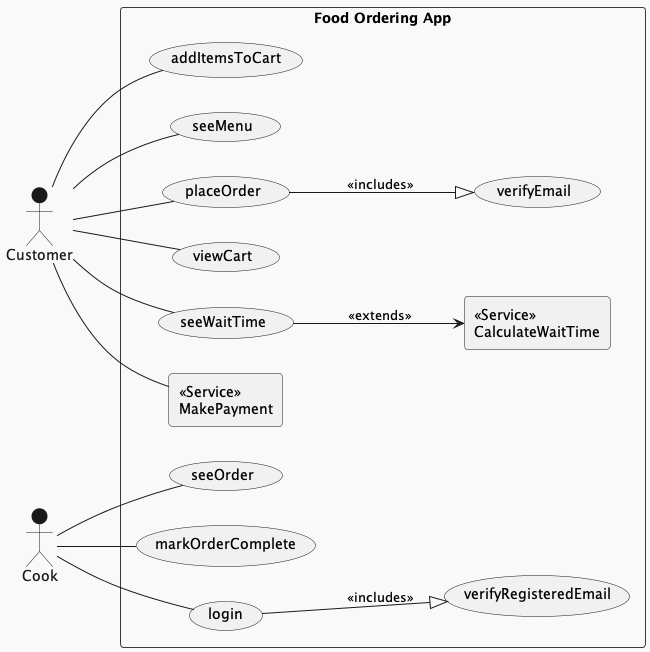 Food Ordering App
addItemsToCart
seeMenu
placeOrder
«includes»
verifyEmail
Customer
viewCart
seeWaitTime
«extends»
«Service»
CalculateWaitTime
«Service»
MakePayment
seeOrder
markOrderComplete
Cook
login
«includes»
verifyRegisteredEmail